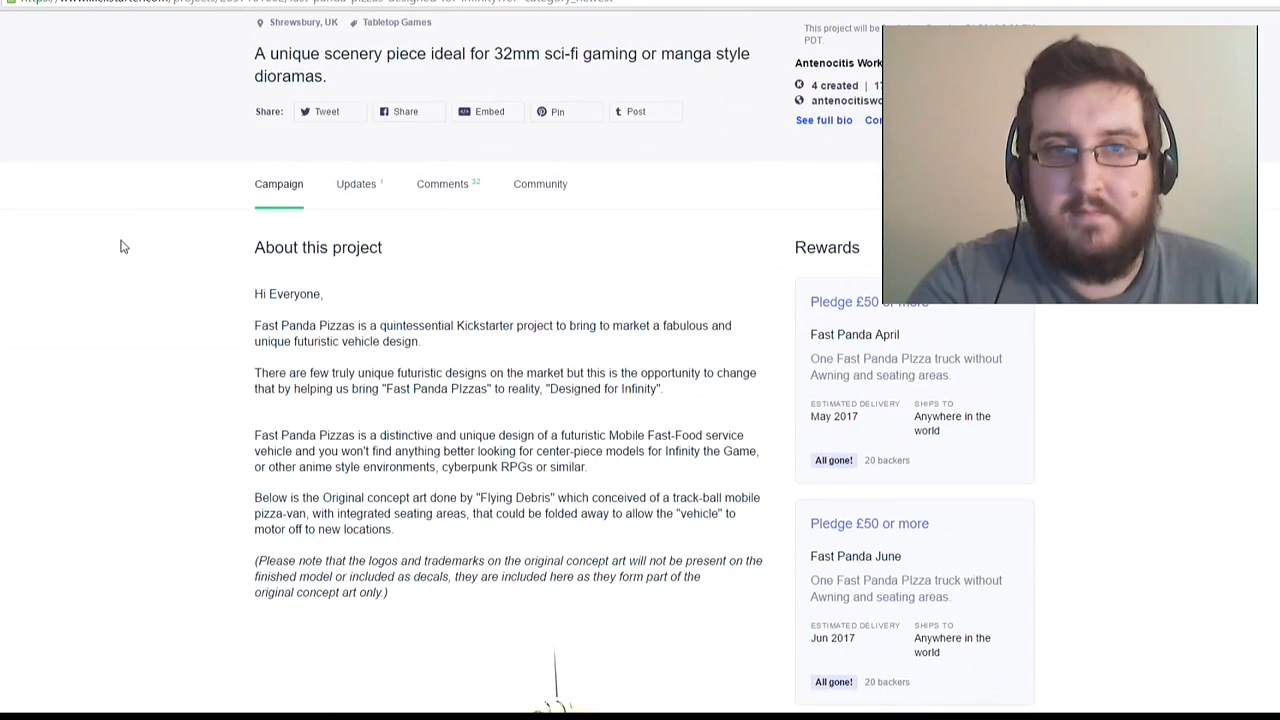 Shrewsbury, UK Tabletop Games
A unique scenery piece ideal for 32mm sci-fi gaming or manga style
dioramas.
Share: Tweet Share Embed Pin Post
This project will be
PDT.
Antenocitis Work
4 created | 17
antenocitiswo
See full bio Con
Campaign Updates 1 Comments 32 Community
About this project
Hi Everyone,
Fast Panda Pizzas is a quintessential Kickstarter project to bring to market a fabulous and
unique futuristic vehicle design.
There are few truly unique futuristic designs on the market but this is the opportunity to change
that by helping us bring "Fast Panda PIzzas" to reality, "Designed for Infinity".
Fast Panda Pizzas is a distinctive and unique design of a futuristic Mobile Fast-Food service
vehicle and you won't find anything better looking for center-piece models for Infinity the Game,
or other anime style environments, cyberpunk RPGs or similar.
Below is the Original concept art done by "Flying Debris" which conceived of a track-ball mobile
pizza-van, with integrated seating areas, that could be folded away to allow the "vehicle" to
motor off to new locations.
(Please note that the logos and trademarks on the original concept art will not be present on the
finished model or included as decals, they are included here as they form part of the
original concept art only.)
Rewards
Pledge £50 or more
Fast Panda April
One Fast Panda PIzza truck without
Awning and seating areas.
ESTIMATED DELIVERY SHIPS TO
May 2017 Anywhere in the
world
All gone! 20 backers
Pledge £50 or more
Fast Panda June
One Fast Panda PIzza truck without
Awning and seating areas.
ESTIMATED DELIVERY SHIPS TO
Jun 2017 Anywhere in the
world
All gone! 20 backers